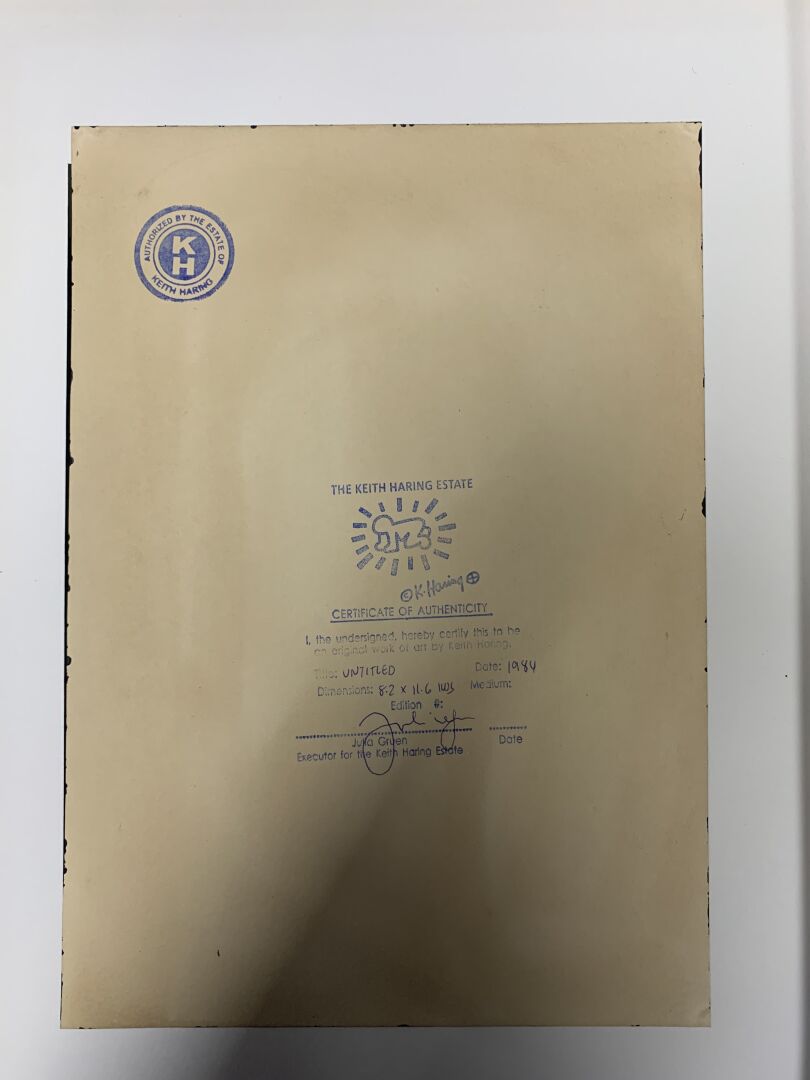 AUTHORIZED BY THE ESTATE OF
KEITH HARING
K
H
THE KEITH HARING ESTATE
©K.Haring⊕
CERTIFICATE OF AUTHENTICITY
I, the undersigned, hereby certify this to be
an original work of art by Keith Haring.
Title: UNTITLED Date: 1984
Dimensions: 8.2 x 11.6 INS Medium:
Edition #:
Julia Gruen Date
Executor for the Keith Haring Estate